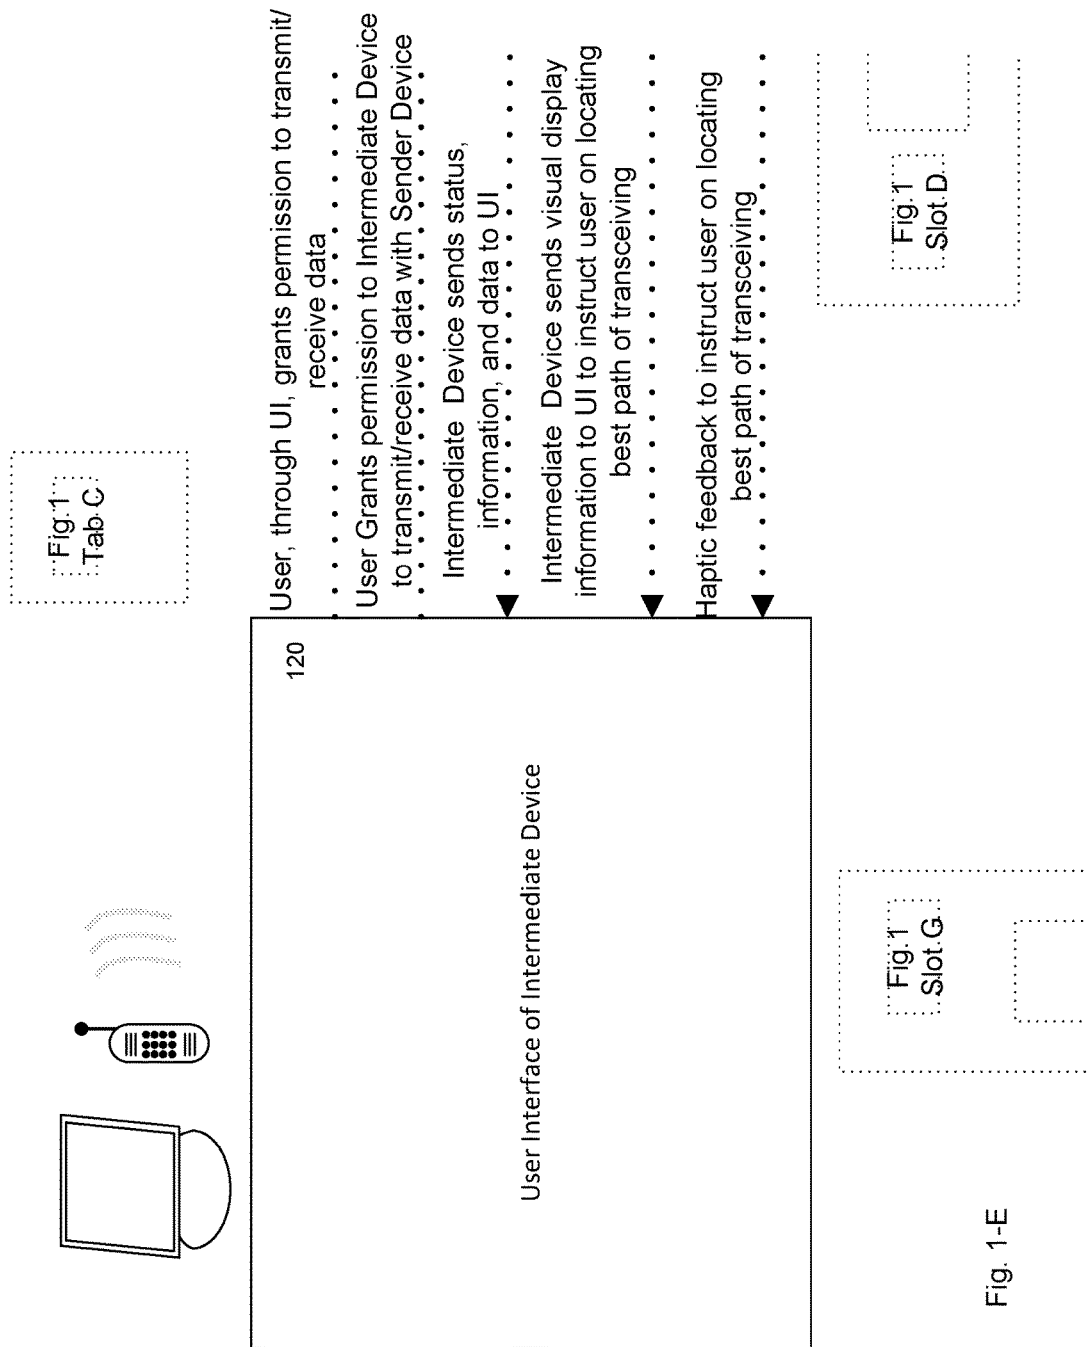 Fig.1
Tab C
User, through UI, grants permission to transmit/
receive data
User Grants permission to Intermediate Device
to transmit/receive data with Sender Device
Intermediate Device sends status,
information, and data to UI
Intermediate Device sends visual display
information to UI to instruct user on locating
best path of transceiving
Haptic feedback to instruct user on locating
best path of transceiving
120
User Interface of Intermediate Device
Fig.1
Slot D
Fig.1
Slot G
Fig. 1-E